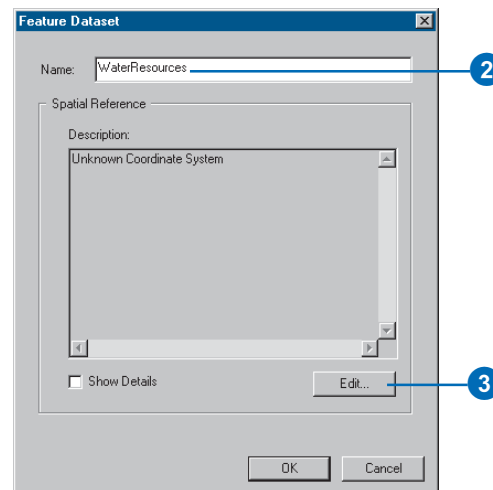 Feature Dataset
Name: WaterResources
2
Spatial Reference
Description:
Unknown Coordinate System
Show Details
Edit...
3
OK
Cancel